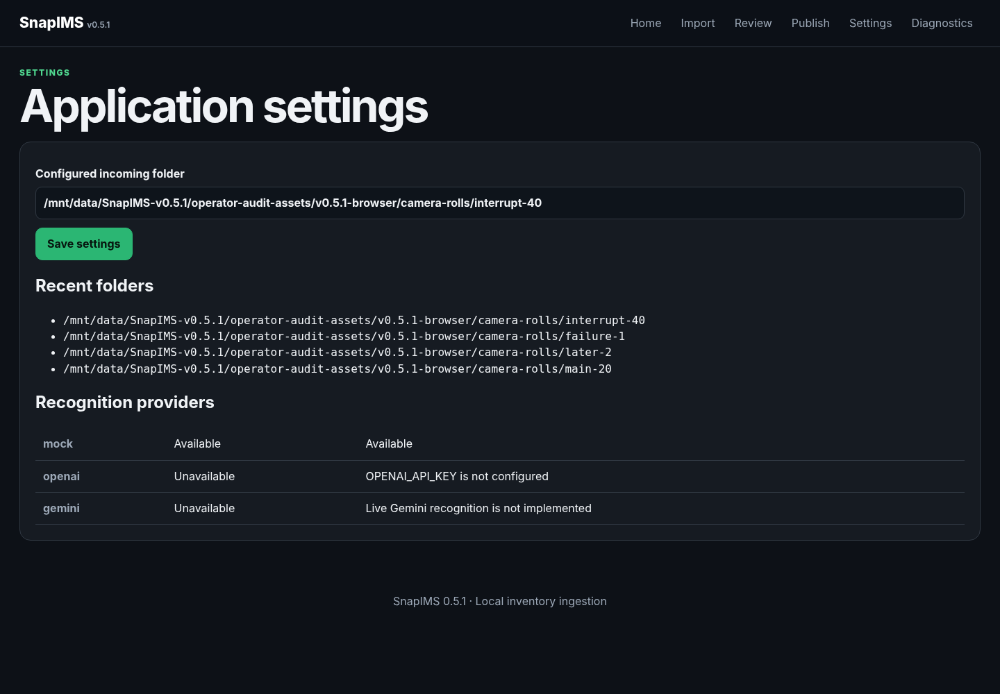 SnapIMS v0.5.1
Home Import Review Publish Settings Diagnostics
SETTINGS
Application settings
Configured incoming folder
/mnt/data/SnapIMS-v0.5.1/operator-audit-assets/v0.5.1-browser/camera-rolls/interrupt-40
Save settings
Recent folders
/mnt/data/SnapIMS-v0.5.1/operator-audit-assets/v0.5.1-browser/camera-rolls/interrupt-40
/mnt/data/SnapIMS-v0.5.1/operator-audit-assets/v0.5.1-browser/camera-rolls/failure-1
/mnt/data/SnapIMS-v0.5.1/operator-audit-assets/v0.5.1-browser/camera-rolls/later-2
/mnt/data/SnapIMS-v0.5.1/operator-audit-assets/v0.5.1-browser/camera-rolls/main-20
Recognition providers
mock Available Available
openai Unavailable OPENAI_API_KEY is not configured
gemini Unavailable Live Gemini recognition is not implemented
SnapIMS 0.5.1 · Local inventory ingestion